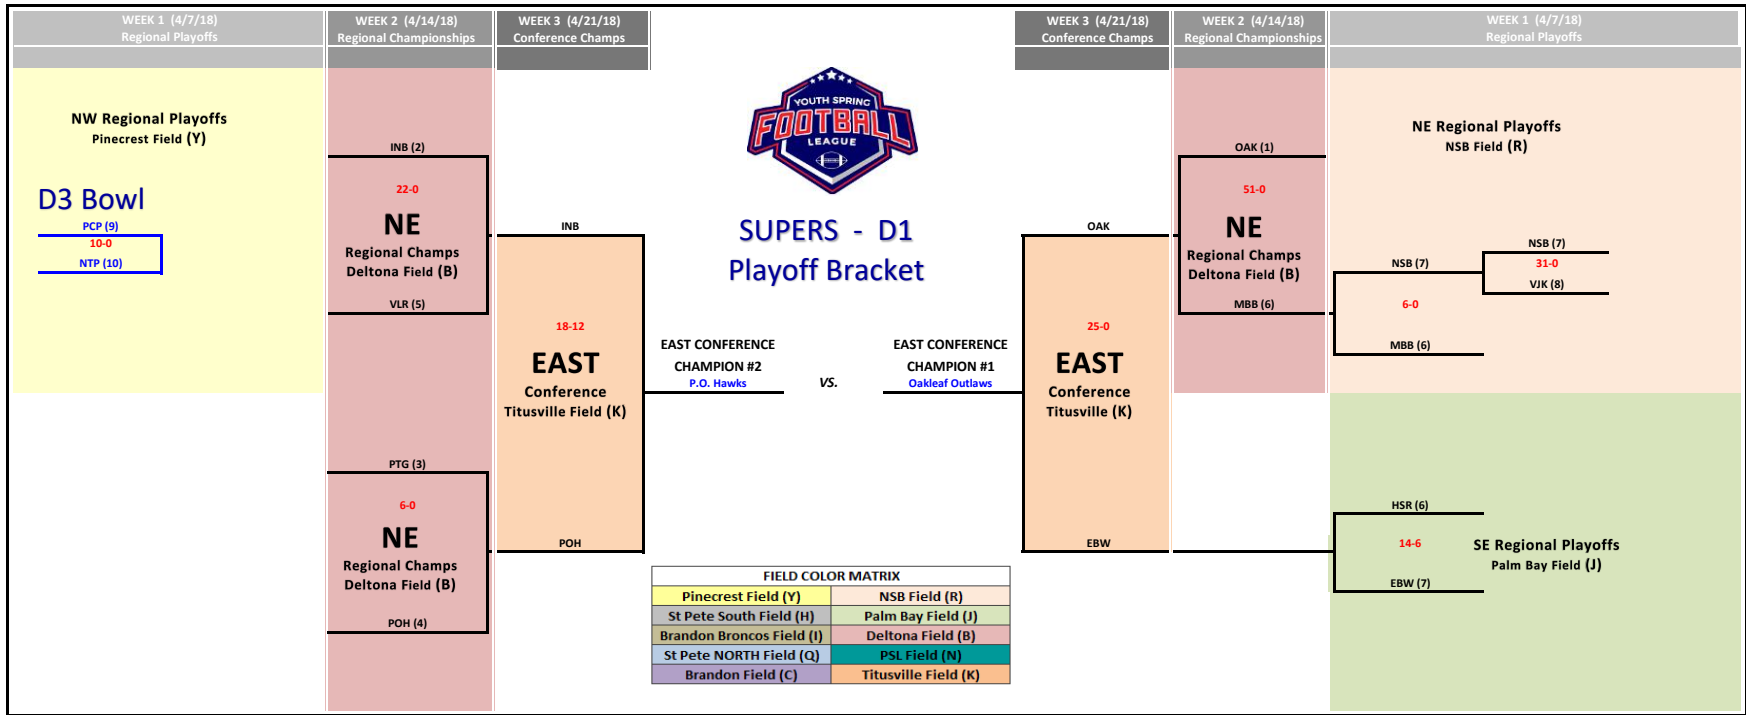 WEEK 1  (4/7/18)
Regional Playoffs
WEEK 2  (4/14/18)
Regional Championships
WEEK 3  (4/21/18)
Conference Champs
WEEK 3  (4/21/18)
Conference Champs
WEEK 2  (4/14/18)
Regional Championships
WEEK 1  (4/7/18)
Regional Playoffs
NW Regional Playoffs
Pinecrest Field (Y)
D3 Bowl
PCP (9)
10-0
NTP (10)
INB (2)
22-0
NE
Regional Champs
Deltona Field (B)
VLR (5)
PTG (3)
6-0
NE
Regional Champs
Deltona Field (B)
POH (4)
INB
18-12
EAST
Conference
Titusville Field (K)
POH
YOUTH SPRING
FOOTBALL
LEAGUE
SUPERS  -  D1
Playoff Bracket
EAST CONFERENCE
CHAMPION #2
P.O. Hawks
VS.
EAST CONFERENCE
CHAMPION #1
Oakleaf Outlaws
FIELD COLOR MATRIX
Pinecrest Field (Y)
NSB Field (R)
St Pete South Field (H)
Palm Bay Field (J)
Brandon Broncos Field (I)
Deltona Field (B)
St Pete NORTH Field (Q)
PSL Field (N)
Brandon Field (C)
Titusville Field (K)
OAK
25-0
EAST
Conference
Titusville (K)
EBW
OAK (1)
51-0
NE
Regional Champs
Deltona Field (B)
MBB (6)
NE Regional Playoffs
NSB Field (R)
NSB (7)
31-0
VJK (8)
NSB (7)
6-0
MBB (6)
HSR (6)
14-6
EBW (7)
SE Regional Playoffs
Palm Bay Field (J)